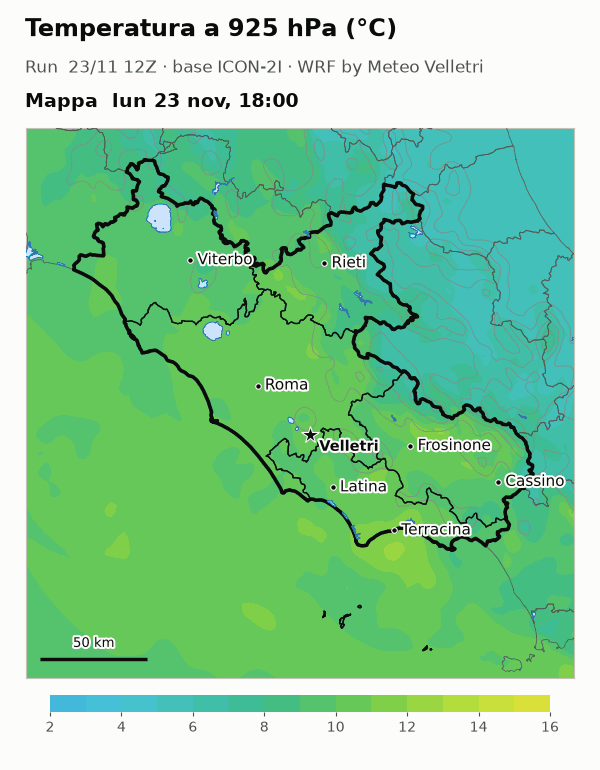 Temperatura a 925 hPa (°C)
Run  23/11 12Z · base ICON-2I · WRF by Meteo Velletri
Mappa  lun 23 nov, 18:00
Viterbo
Rieti
Roma
Velletri
Frosinone
Cassino
Latina
Terracina
50 km
2 4 6 8 10 12 14 16